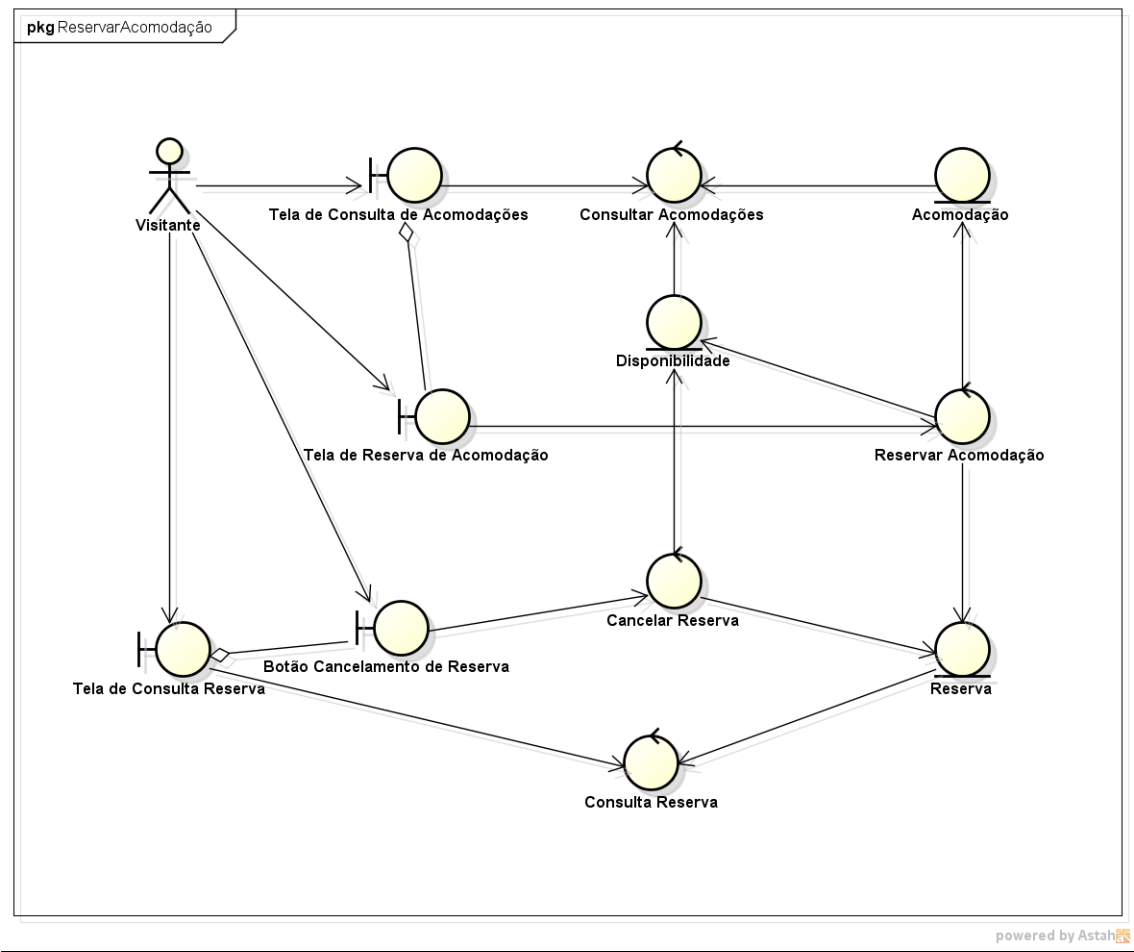 pkg ReservarAcomodação
Visitante
Tela de Consulta de Acomodações
Consultar Acomodações
Acomodação
Disponibilidade
Tela de Reserva de Acomodação
Reservar Acomodação
Cancelar Reserva
Botão Cancelamento de Reserva
Tela de Consulta Reserva
Reserva
Consulta Reserva
powered by Astah